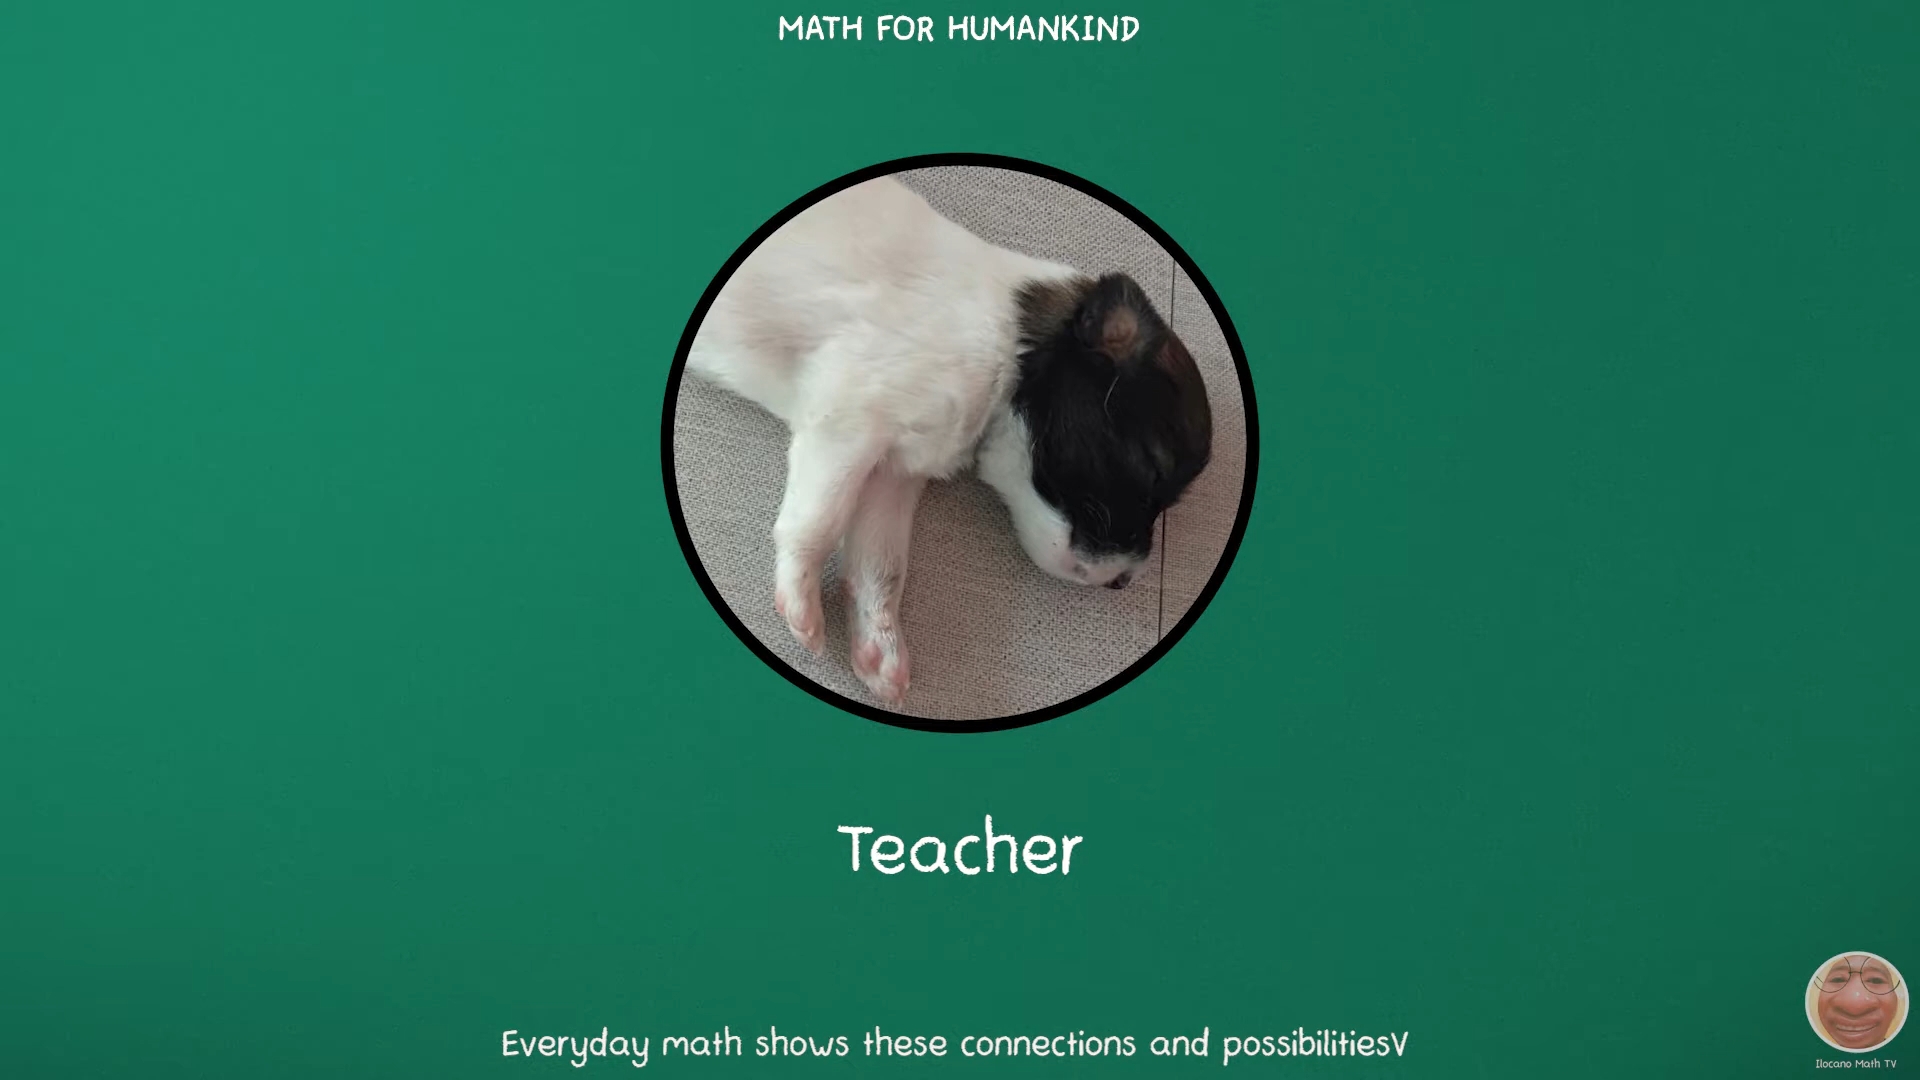 MATH FOR HUMANKIND
Teacher
Everyday math shows these connections and possibilitiesV
Ilocano Math TV